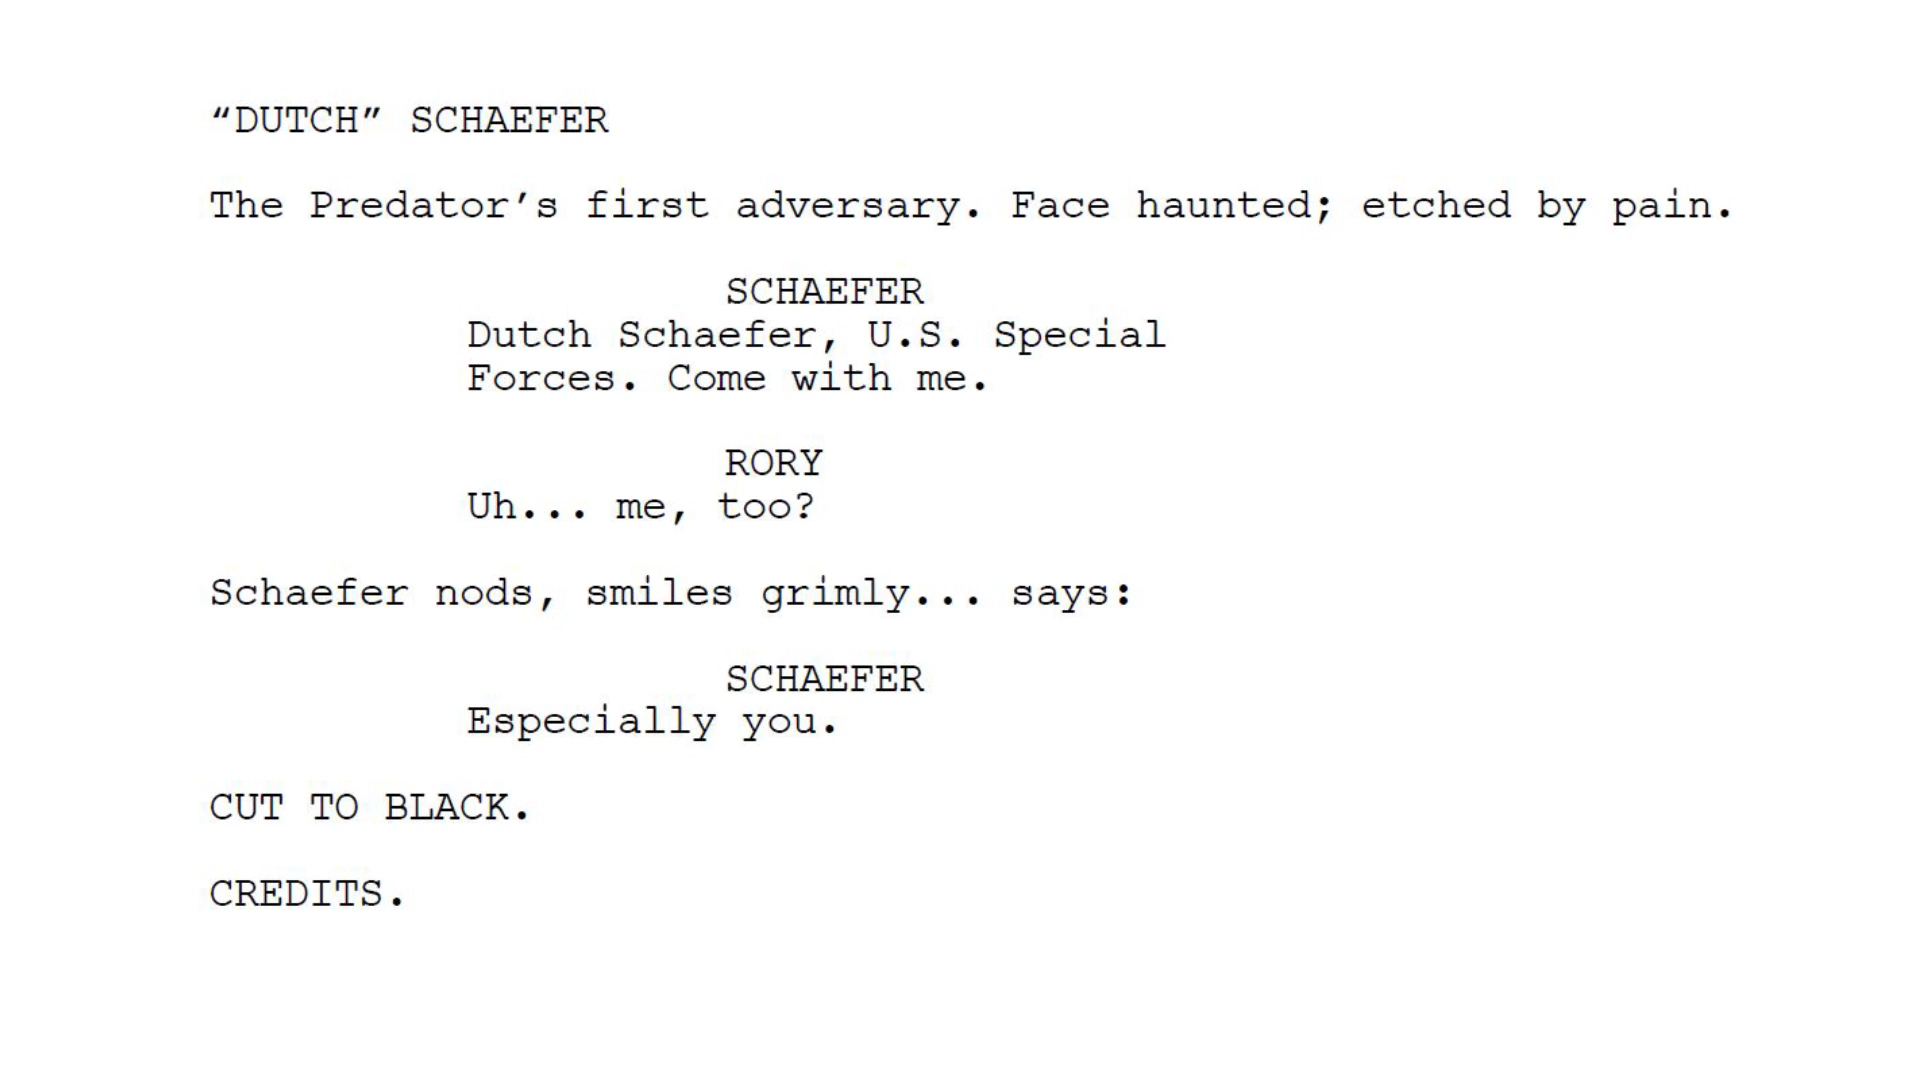 “DUTCH” SCHAEFER
The Predator’s first adversary. Face haunted; etched by pain.
SCHAEFER
Dutch Schaefer, U.S. Special
Forces. Come with me.
RORY
Uh... me, too?
Schaefer nods, smiles grimly... says:
SCHAEFER
Especially you.
CUT TO BLACK.
CREDITS.